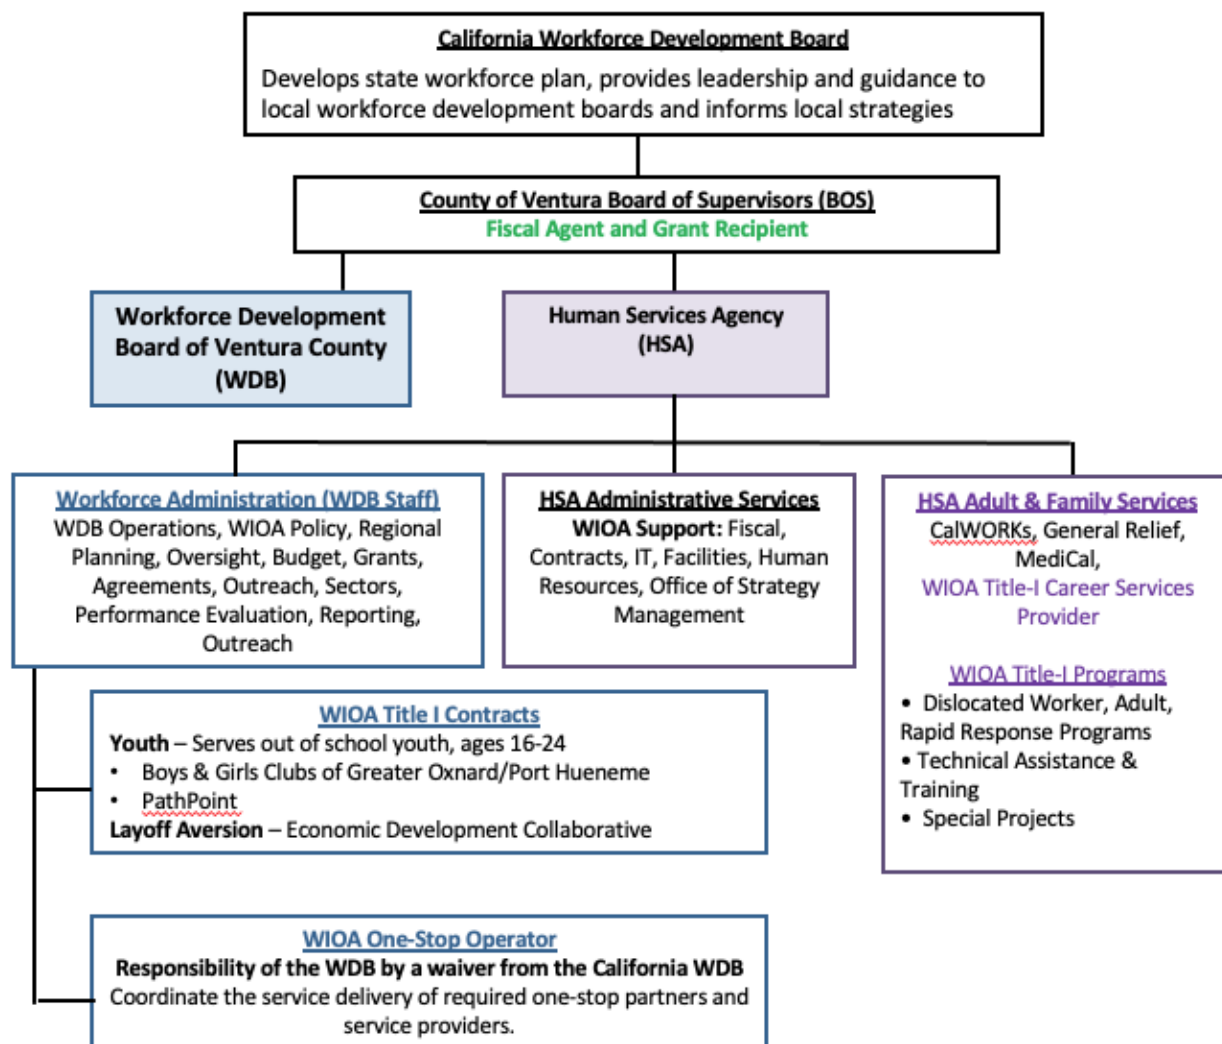 California Workforce Development Board
Develops state workforce plan, provides leadership and guidance to
local workforce development boards and informs local strategies
County of Ventura Board of Supervisors (BOS)
Fiscal Agent and Grant Recipient
Workforce Development
Board of Ventura County
(WDB)
Human Services Agency
(HSA)
Workforce Administration (WDB Staff)
WDB Operations, WIOA Policy, Regional
Planning, Oversight, Budget, Grants,
Agreements, Outreach, Sectors,
Performance Evaluation, Reporting,
Outreach
HSA Administrative Services
WIOA Support: Fiscal,
Contracts, IT, Facilities, Human
Resources, Office of Strategy
Management
HSA Adult & Family Services
CalWORKs, General Relief,
MediCal,
WIOA Title-I Career Services
Provider
WIOA Title-I Programs
• Dislocated Worker, Adult,
Rapid Response Programs
• Technical Assistance &
Training
• Special Projects
WIOA Title I Contracts
Youth – Serves out of school youth, ages 16-24
• Boys & Girls Clubs of Greater Oxnard/Port Hueneme
• PathPoint
Layoff Aversion – Economic Development Collaborative
WIOA One-Stop Operator
Responsibility of the WDB by a waiver from the California WDB
Coordinate the service delivery of required one-stop partners and
service providers.